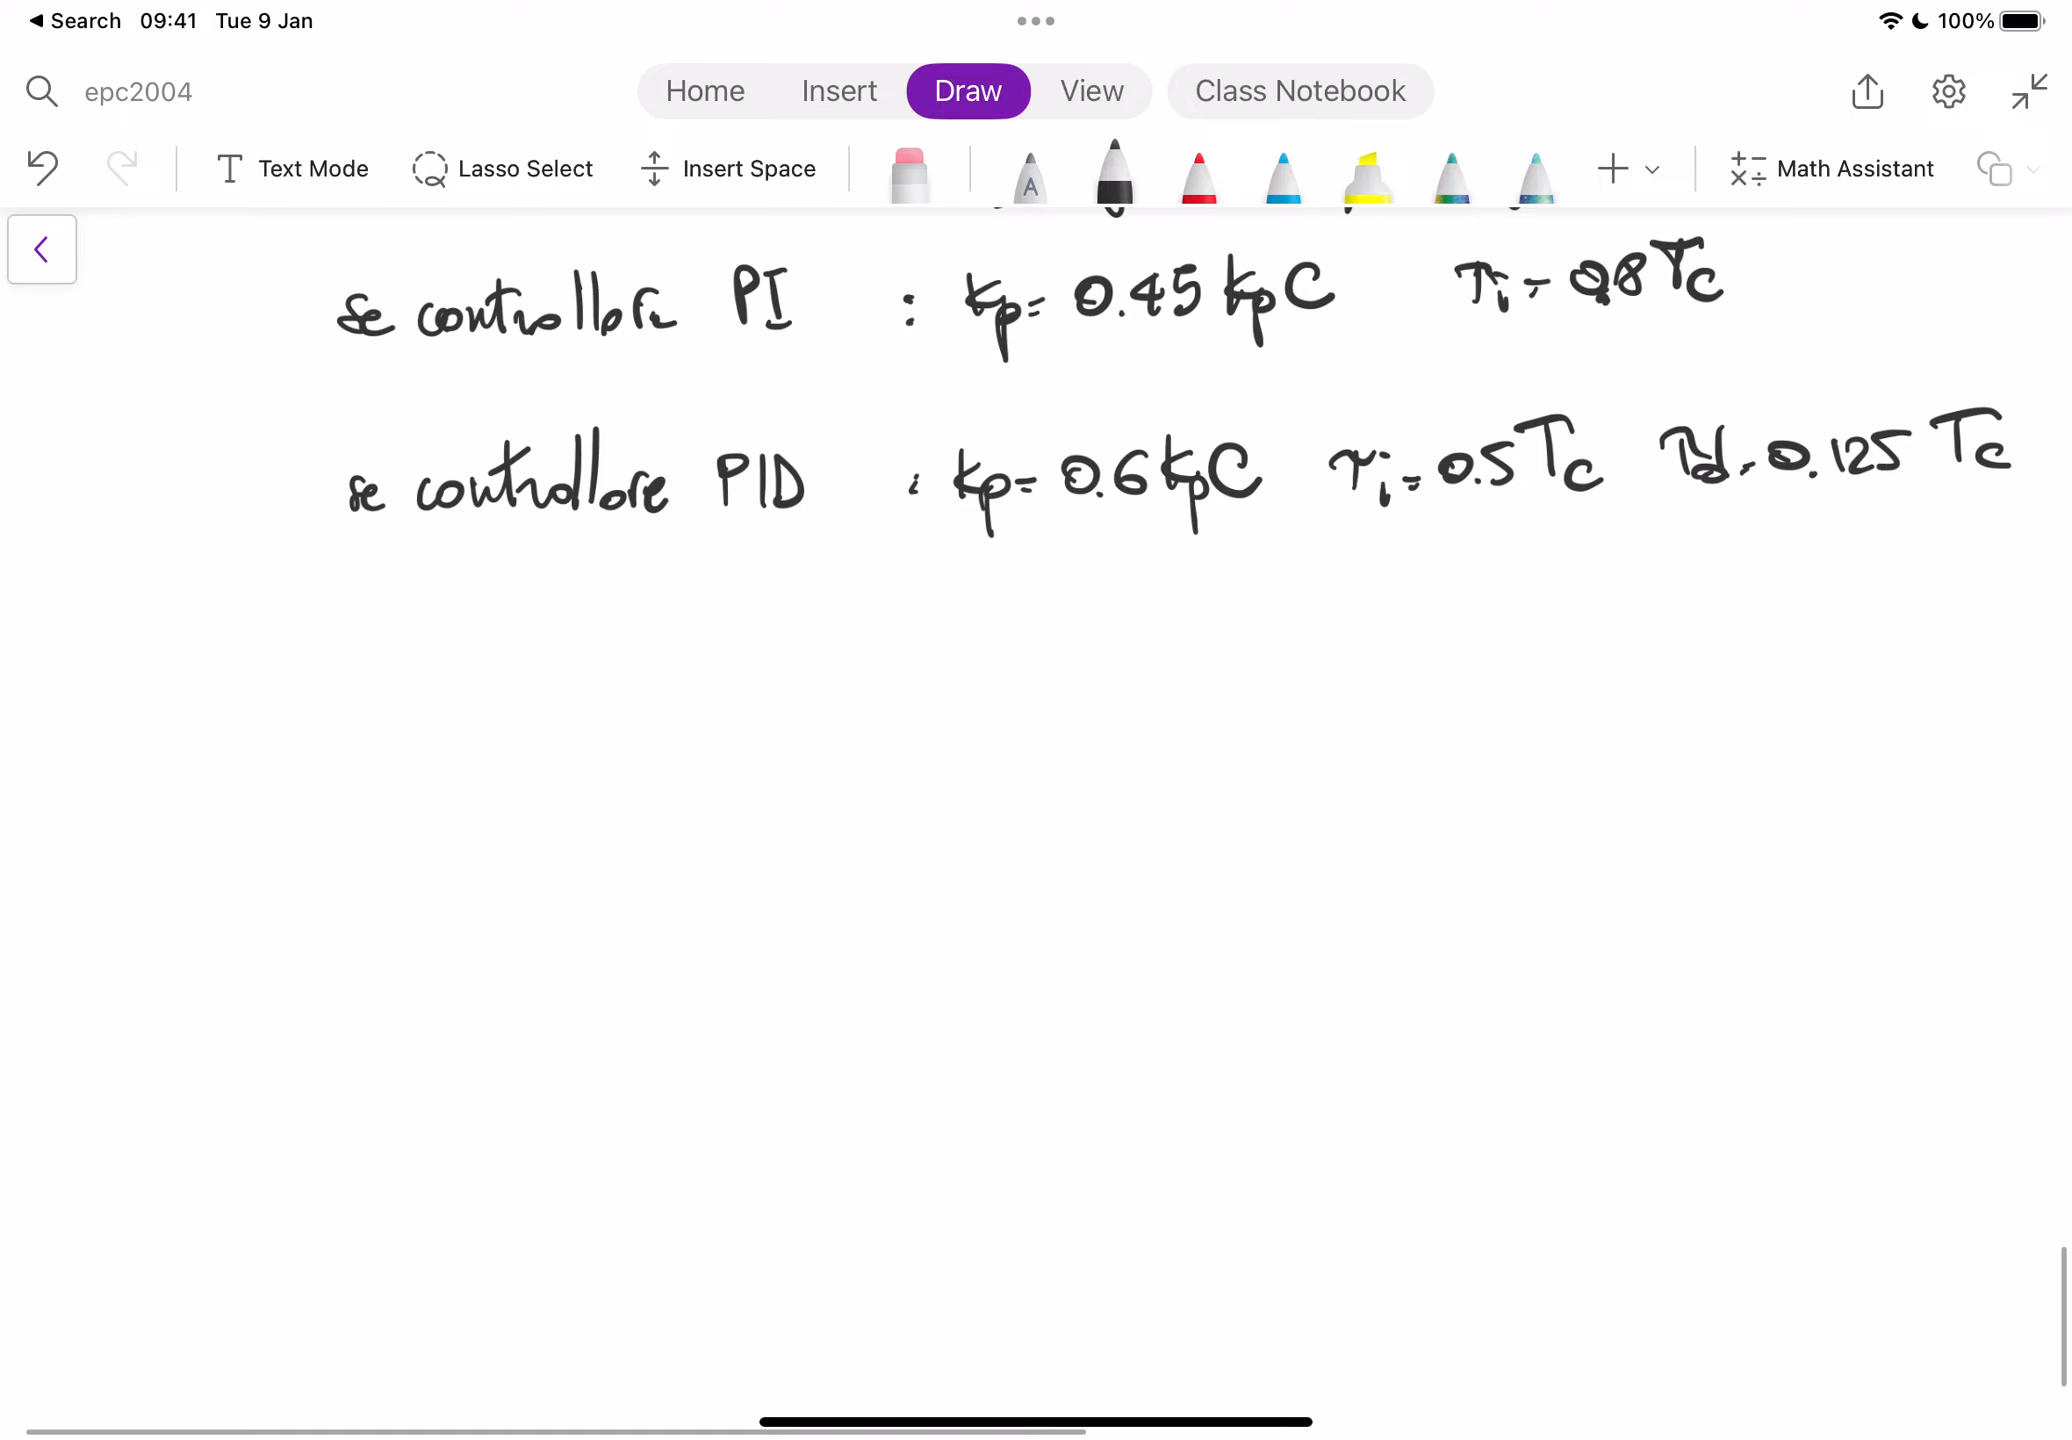 Search 09:41 Tue 9 Jan 100%
epc2004 Home Insert Draw View Class Notebook
Text Mode Lasso Select Insert Space A Math Assistant
se controllore PI : kp= 0.45 kpC τi= 0.8 Tc
se controllore PID : kp= 0.6 kpC τi= 0.5 Tc τd= 0.125 Tc